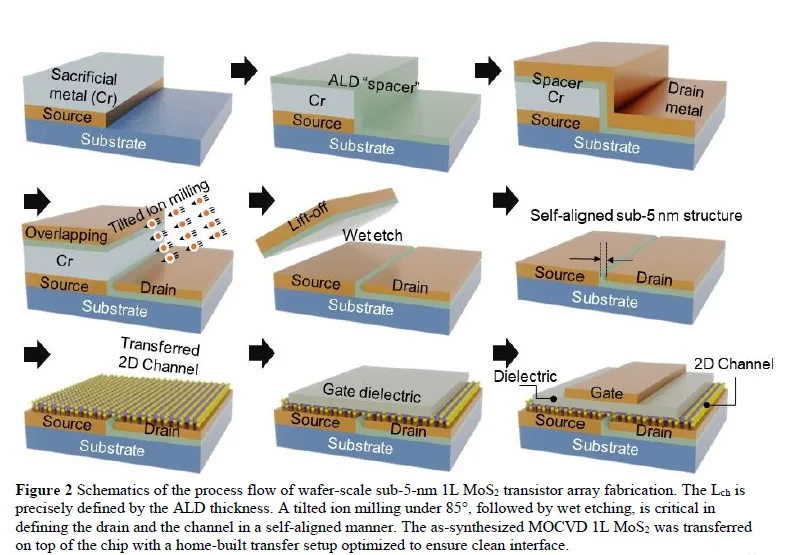 Sacrificial
metal (Cr)
Source
Substrate
ALD "spacer"
Cr
Source
Substrate
Spacer
Cr
Source
Substrate
Drain
metal
Overlapping
Tilted ion milling
Cr
Source
Drain
Substrate
Lift-off
Wet etch
Source
Drain
Substrate
Self-aligned sub-5 nm structure
Source
Drain
Substrate
Transferred
2D Channel
Source
Drain
Substrate
Gate dielectric
Source
Drain
Substrate
Dielectric
Gate
2D Channel
Source
Drain
Substrate
Figure 2 Schematics of the process flow of wafer-scale sub-5-nm 1L MoS₂ transistor array fabrication. The Lch is
precisely defined by the ALD thickness. A tilted ion milling under 85°, followed by wet etching, is critical in
defining the drain and the channel in a self-aligned manner. The as-synthesized MOCVD 1L MoS₂ was transferred
on top of the chip with a home-built transfer setup optimized to ensure clean interface.